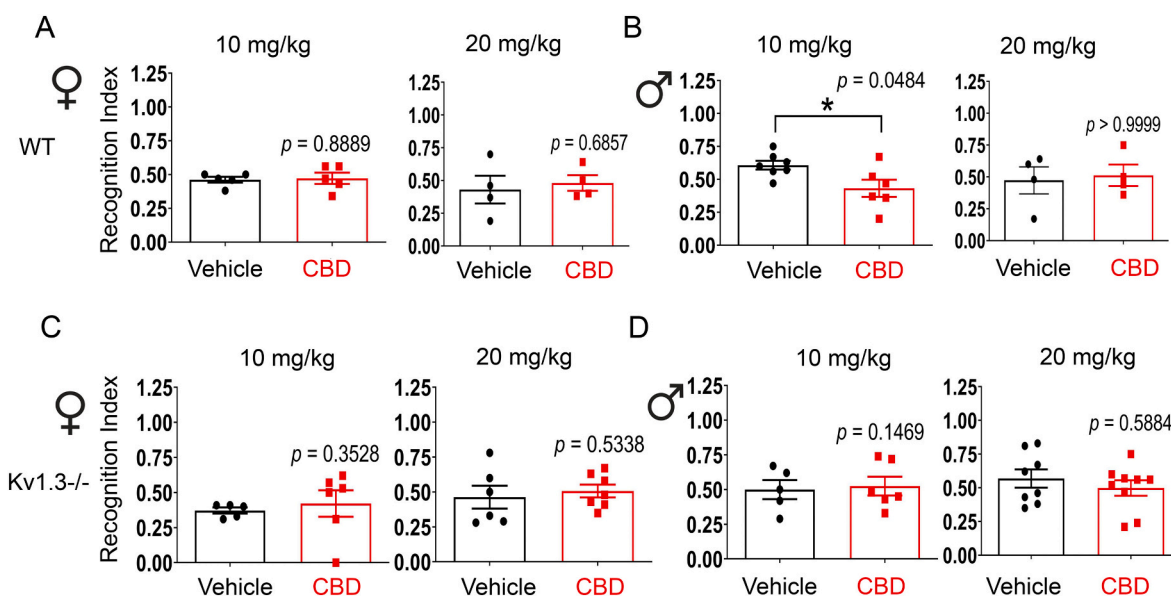 A
B
10 mg/kg
20 mg/kg
10 mg/kg
20 mg/kg
♀
WT
Recognition Index
1.25
1.00
0.75
0.50
0.25
0.00
p = 0.8889
Vehicle
CBD
1.25
1.00
0.75
0.50
0.25
0.00
p = 0.6857
Vehicle
CBD
♂
1.25
1.00
0.75
0.50
0.25
0.00
p = 0.0484
*
Vehicle
CBD
1.25
1.00
0.75
0.50
0.25
0.00
p > 0.9999
Vehicle
CBD
C
D
10 mg/kg
20 mg/kg
10 mg/kg
20 mg/kg
♀
Kv1.3-/-
Recognition Index
1.25
1.00
0.75
0.50
0.25
0.00
p = 0.3528
Vehicle
CBD
1.25
1.00
0.75
0.50
0.25
0.00
p = 0.5338
Vehicle
CBD
♂
1.25
1.00
0.75
0.50
0.25
0.00
p = 0.1469
Vehicle
CBD
1.25
1.00
0.75
0.50
0.25
0.00
p = 0.5884
Vehicle
CBD